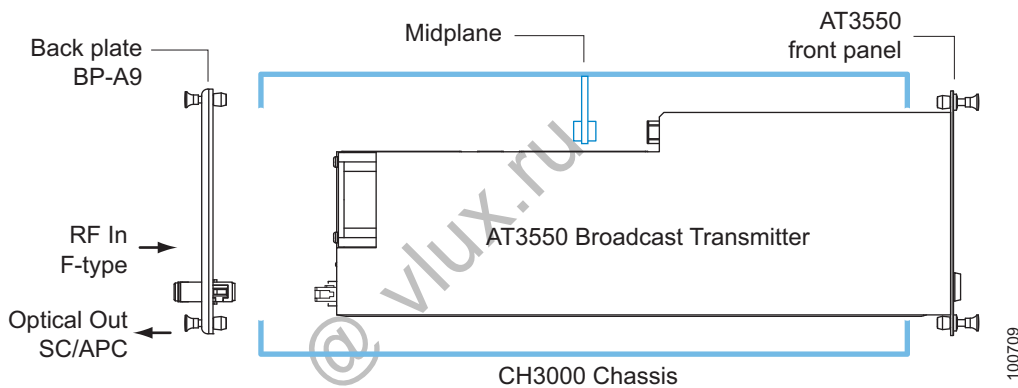 Back plate
BP-A9
Midplane
AT3550
front panel
RF In
F-type
AT3550 Broadcast Transmitter
Optical Out
SC/APC
CH3000 Chassis
100709
@ vlux.ru